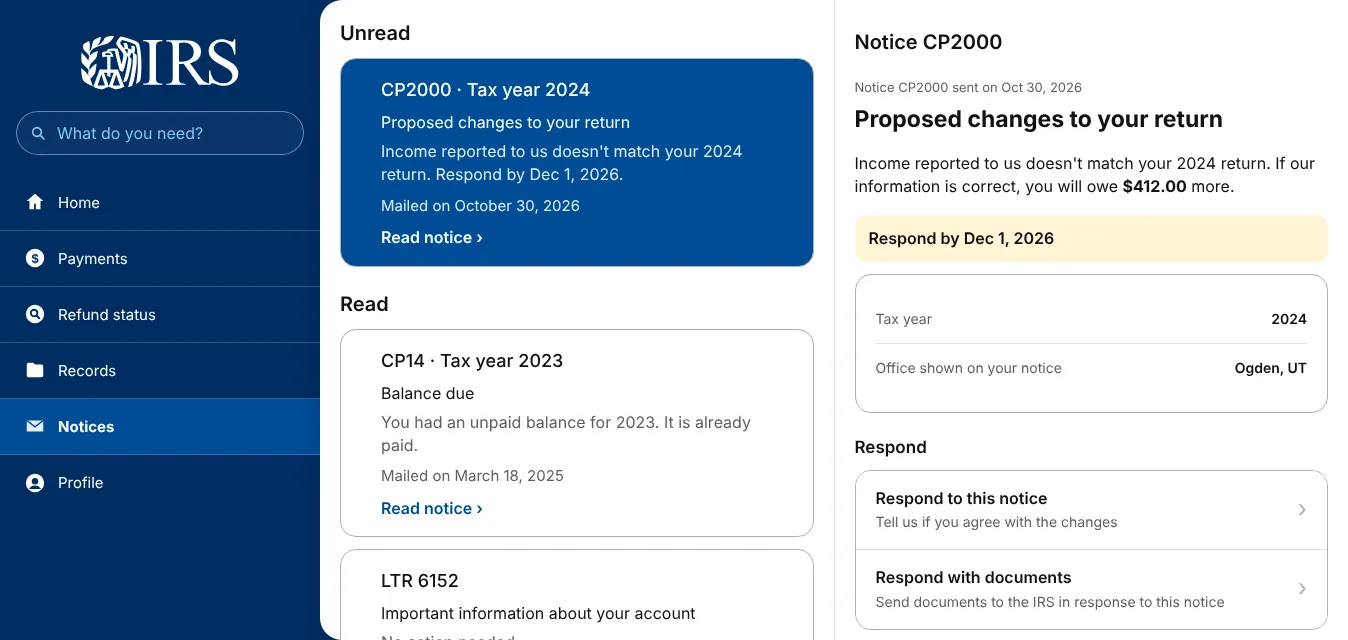 IRS
What do you need?
Home
Payments
Refund status
Records
Notices
Profile
Unread
CP2000 · Tax year 2024
Proposed changes to your return
Income reported to us doesn't match your 2024
return. Respond by Dec 1, 2026.
Mailed on October 30, 2026
Read notice ›
Read
CP14 · Tax year 2023
Balance due
You had an unpaid balance for 2023. It is already
paid.
Mailed on March 18, 2025
Read notice ›
LTR 6152
Important information about your account
No action needed
Notice CP2000
Notice CP2000 sent on Oct 30, 2026
Proposed changes to your return
Income reported to us doesn't match your 2024 return. If our
information is correct, you will owe $412.00 more.
Respond by Dec 1, 2026
Tax year 2024
Office shown on your notice Ogden, UT
Respond
Respond to this notice
Tell us if you agree with the changes
Respond with documents
Send documents to the IRS in response to this notice